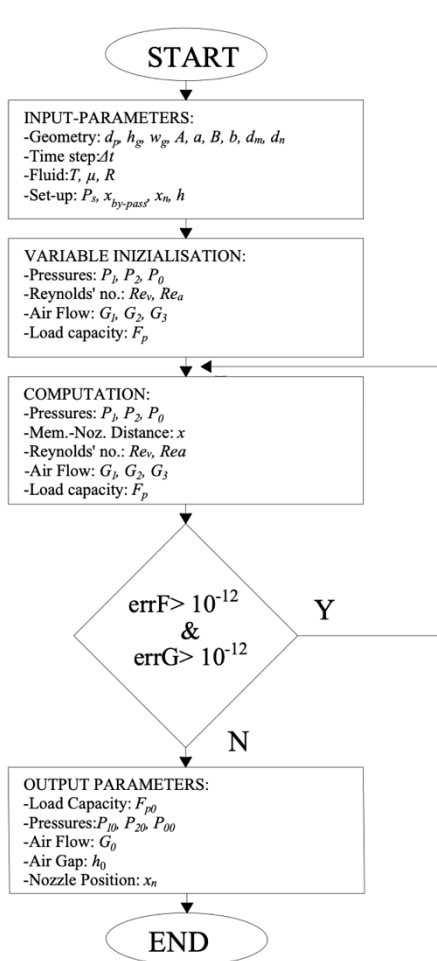 START
INPUT-PARAMETERS:
-Geometry: dp, hg, wg, A, a, B, b, dm, dn
-Time step:Δt
-Fluid:T, μ, R
-Set-up: Ps, xby-pass, xn, h
VARIABLE INIZIALISATION:
-Pressures: P1, P2, P0
-Reynolds' no.: Rev, Rea
-Air Flow: G1, G2, G3
-Load capacity: Fp
COMPUTATION:
-Pressures: P1, P2, P0
-Mem.-Noz. Distance: x
-Reynolds' no.: Rev, Rea
-Air Flow: G1, G2, G3
-Load capacity: Fp
errF> 10-12
&
errG> 10-12
Y
N
OUTPUT PARAMETERS:
-Load Capacity: Fp0
-Pressures:P10, P20, P00
-Air Flow: G0
-Air Gap: h0
-Nozzle Position: xn
END